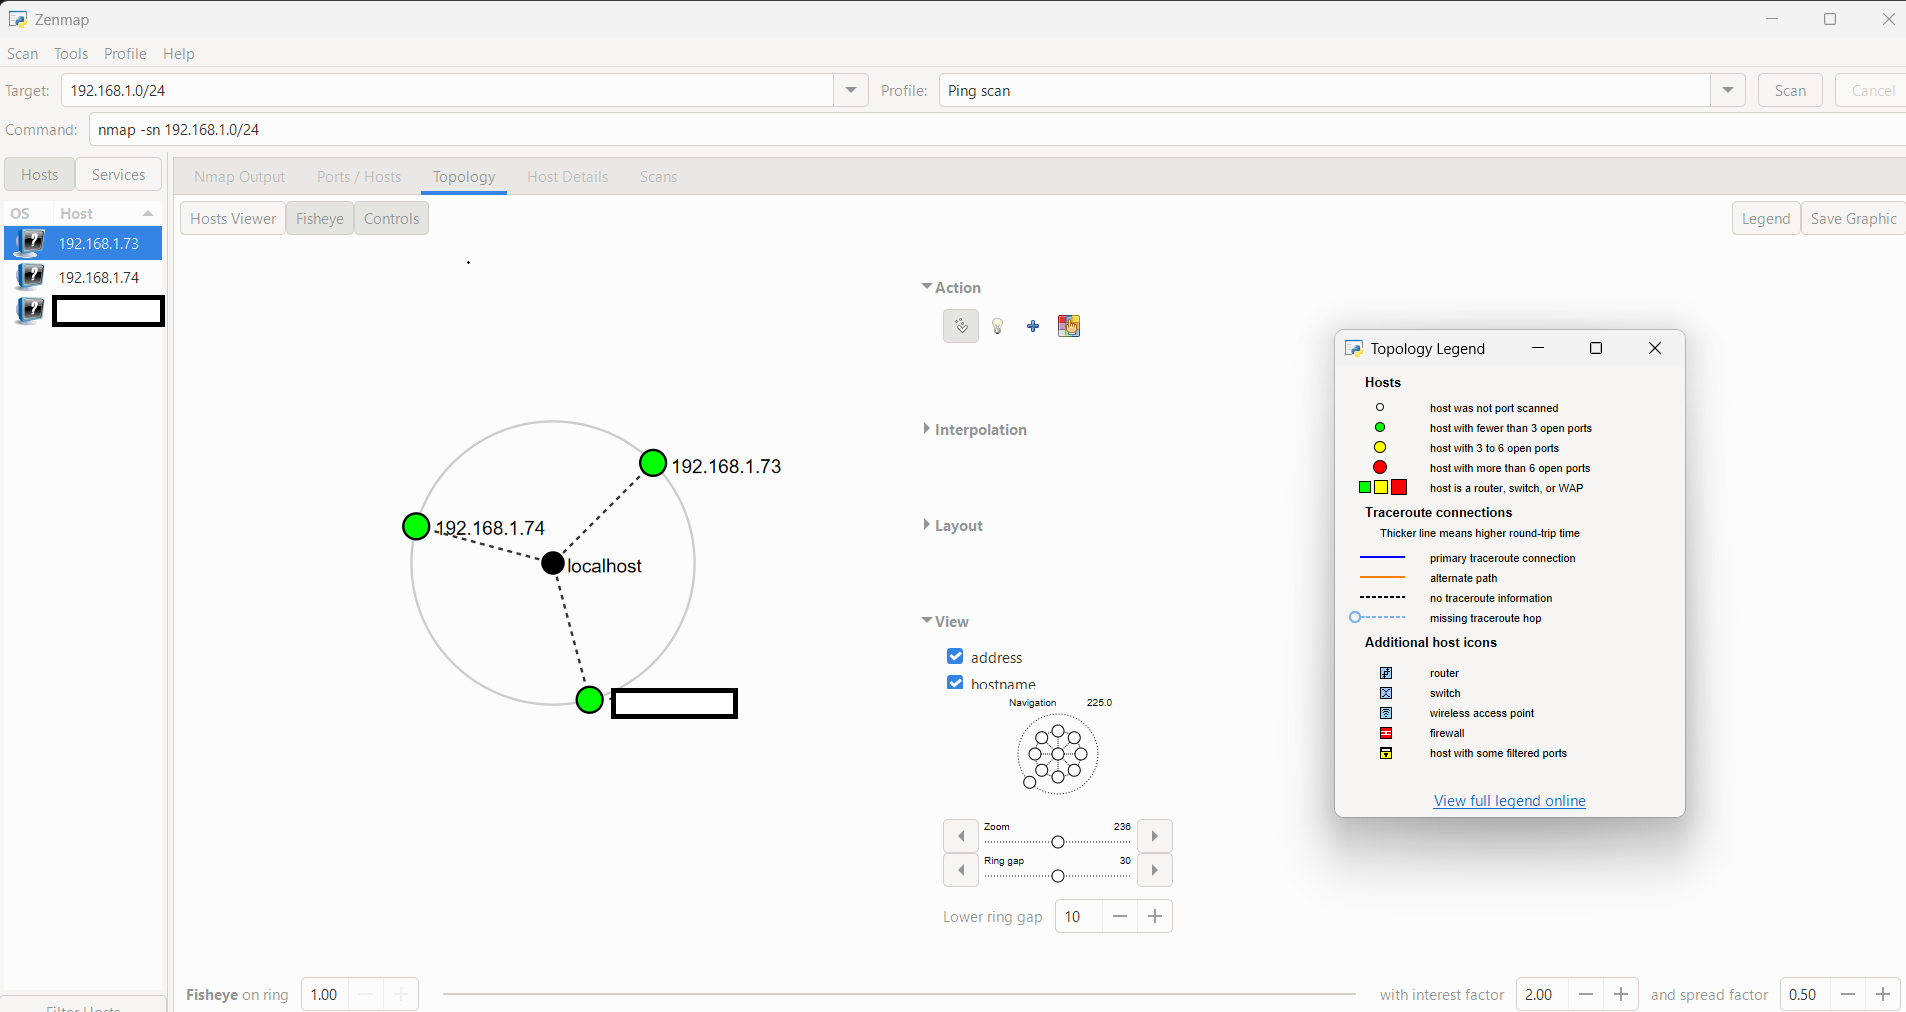 Zenmap
Scan Tools Profile Help
Target: 192.168.1.0/24 Profile: Ping scan Scan Cancel
Command: nmap -sn 192.168.1.0/24
Hosts Services
Nmap Output Ports / Hosts Topology Host Details Scans
OS Host
192.168.1.73
192.168.1.74
Hosts Viewer Fisheye Controls Legend Save Graphic
192.168.1.73
192.168.1.74
localhost
Action
Interpolation
Layout
View
address
hostname
Navigation 225.0
Zoom 236
Ring gap 30
Lower ring gap 10
Topology Legend
Hosts
host was not port scanned
host with fewer than 3 open ports
host with 3 to 6 open ports
host with more than 6 open ports
host is a router, switch, or WAP
Traceroute connections
Thicker line means higher round-trip time
primary traceroute connection
alternate path
no traceroute information
missing traceroute hop
Additional host icons
router
switch
wireless access point
firewall
host with some filtered ports
View full legend online
Filter Hosts
Fisheye on ring 1.00 with interest factor 2.00 and spread factor 0.50